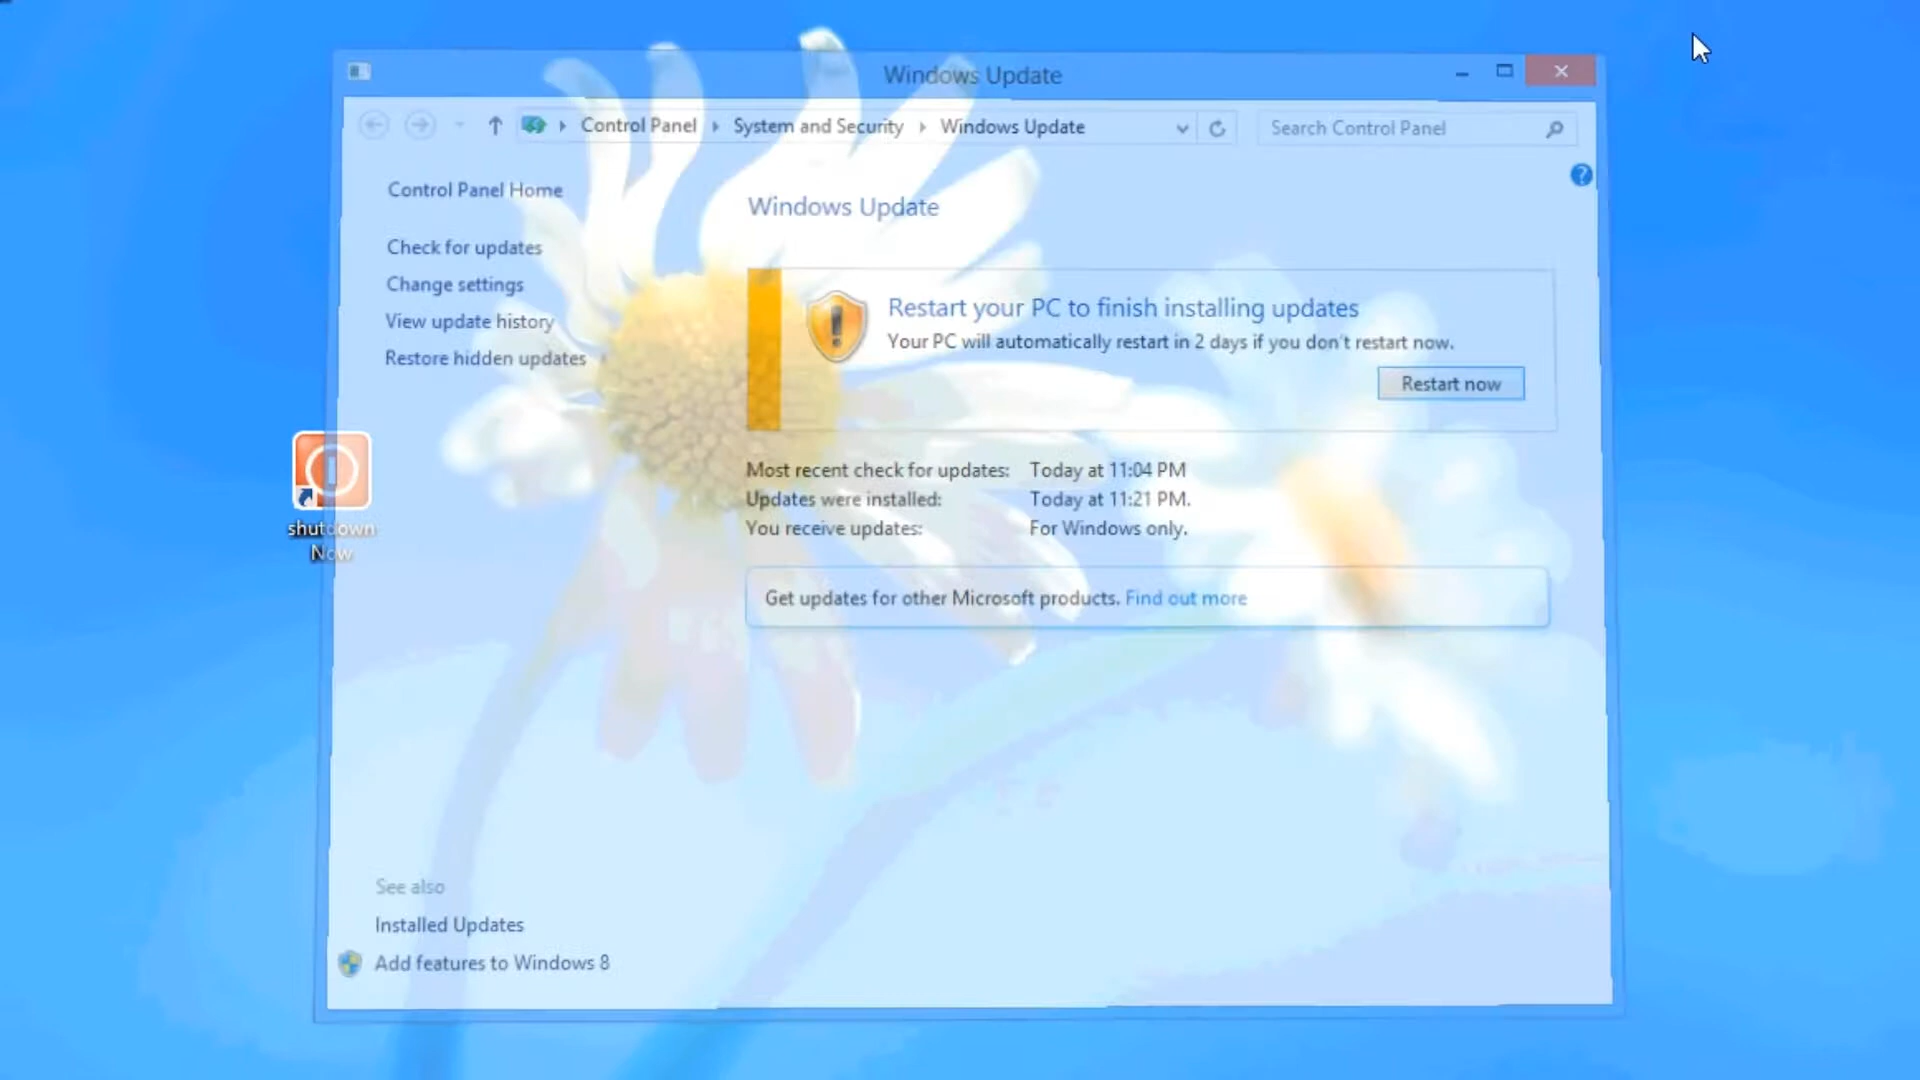 Windows Update
Control Panel
System and Security
Windows Update
Search Control Panel
Control Panel Home
Check for updates
Change settings
View update history
Restore hidden updates
Windows Update
Restart your PC to finish installing updates
Your PC will automatically restart in 2 days if you don't restart now.
Restart now
Most recent check for updates: Today at 11:04 PM
Updates were installed: Today at 11:21 PM.
You receive updates: For Windows only.
Get updates for other Microsoft products. Find out more
shutdown
Now
See also
Installed Updates
Add features to Windows 8